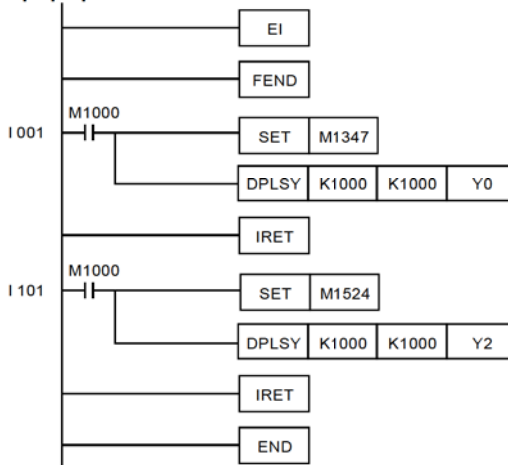 EI
FEND
M1000
I 001
SET M1347
DPLSY K1000 K1000 Y0
IRET
M1000
I 101
SET M1524
DPLSY K1000 K1000 Y2
IRET
END